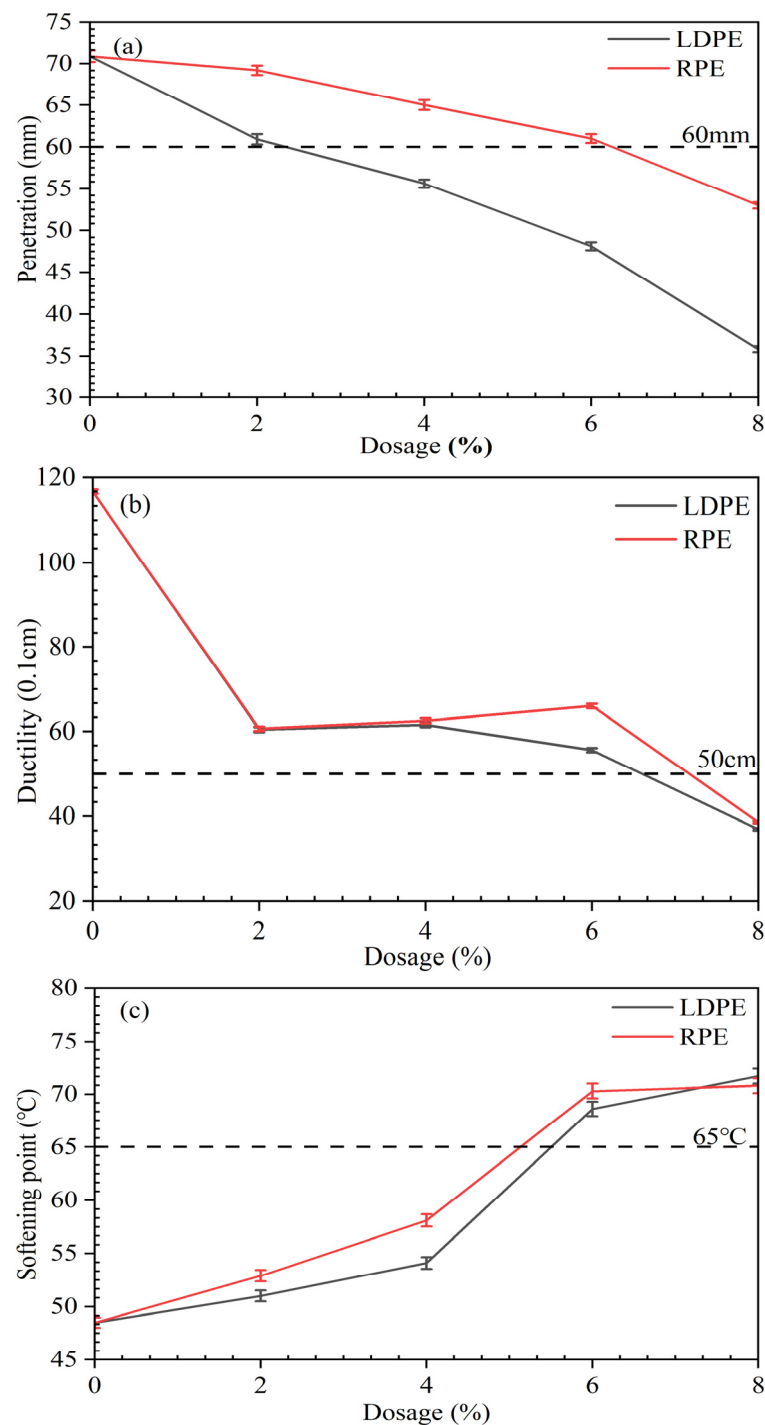 (a)
LDPE
RPE
60mm
Penetration (mm)
75
70
65
60
55
50
45
40
35
30
0 2 4 6 8
Dosage (%)
(b)
LDPE
RPE
50cm
Ductility (0.1cm)
120
100
80
60
40
20
0 2 4 6 8
Dosage (%)
(c)
LDPE
RPE
65℃
Softening point (℃)
80
75
70
65
60
55
50
45
0 2 4 6 8
Dosage (%)